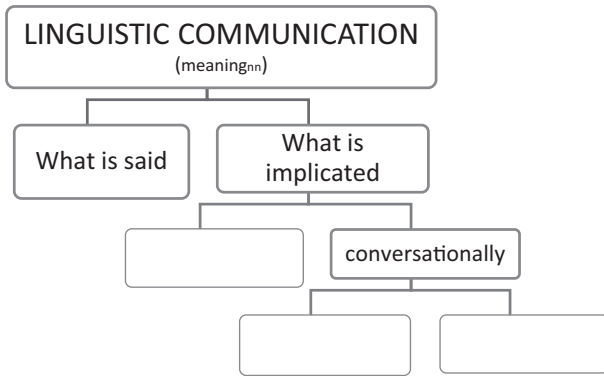 LINGUISTIC COMMUNICATION
(meaningnn)
What is said
What is
implicated
conversationally